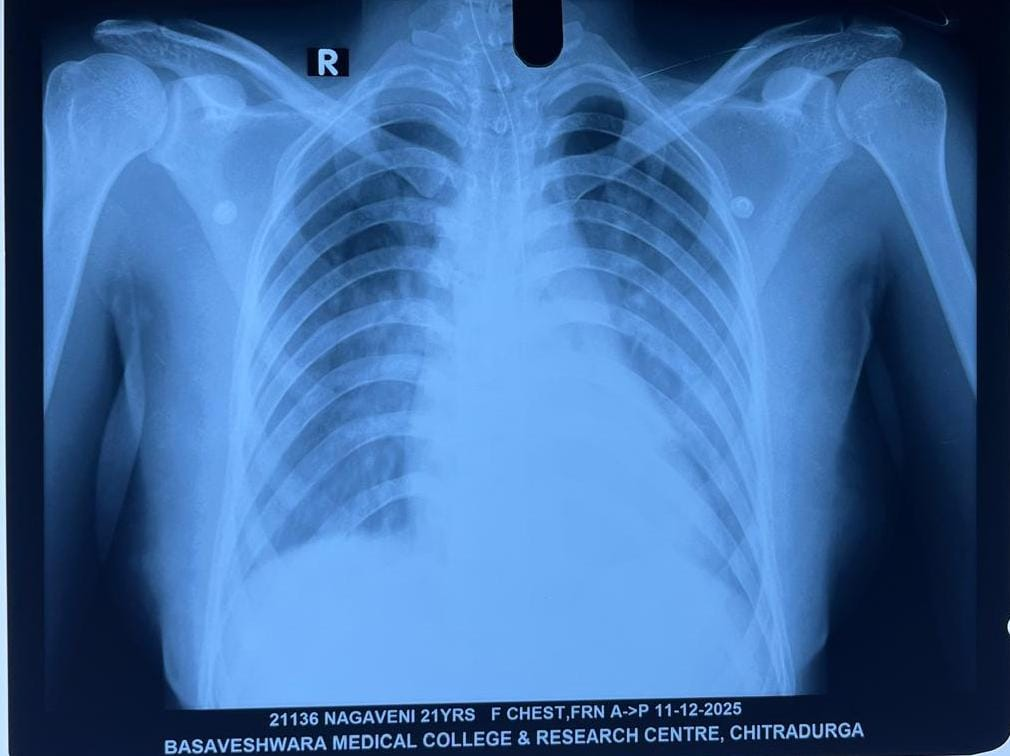 R
21136 NAGAVENI 21YRS F CHEST,FRN A->P 11-12-2025
BASAVESHWARA MEDICAL COLLEGE & RESEARCH CENTRE, CHITRADURGA